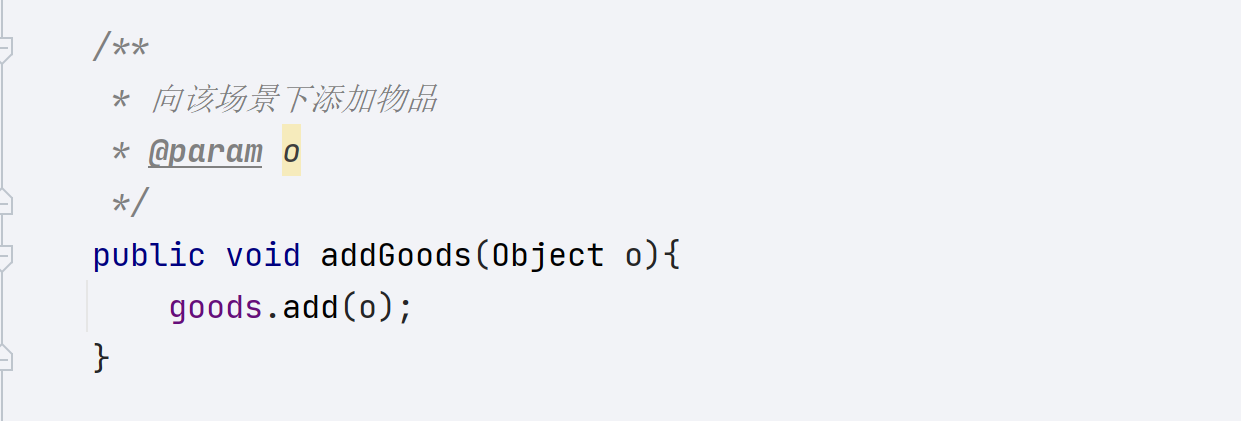 /**
* 向该场景下添加物品
* @param o
*/
public void addGoods(Object o){
goods.add(o);
}